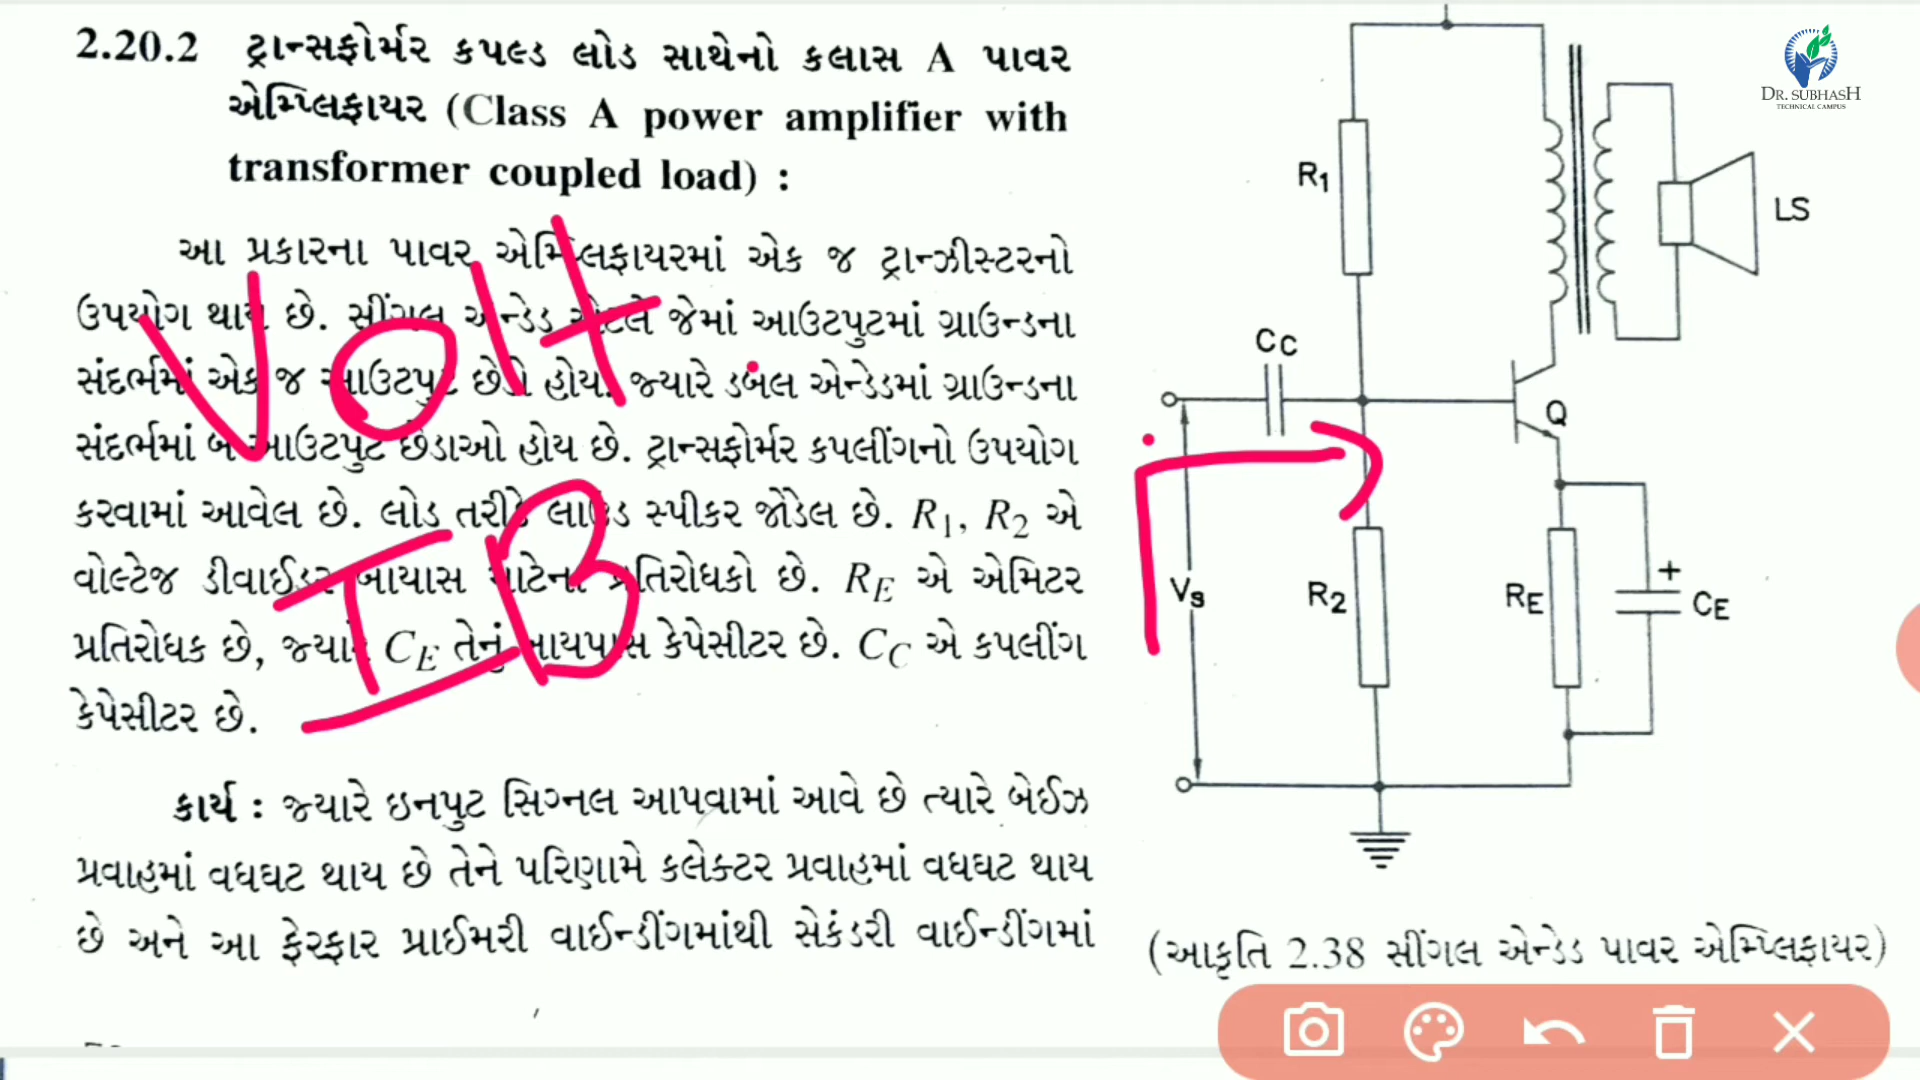 2.20.2 ટ્રાન્સફોર્મર કપલ્ડ લોડ સાથેનો કલાસ A પાવર
એમ્પ્લિફાયર (Class A power amplifier with
transformer coupled load) :
આ પ્રકારના પાવર એમ્પ્લિફાયરમાં એક જ ટ્રાન્ઝીસ્ટરનો
ઉપયોગ થાય છે. સીંગલ એન્ડેડ એટલે જેમાં આઉટપુટમાં ગ્રાઉન્ડના
સંદર્ભમાં એક જ આઉટપુટ છેડો હોય. જ્યારે ડબલ એન્ડેડમાં ગ્રાઉન્ડના
સંદર્ભમાં બે આઉટપુટ છેડાઓ હોય છે. ટ્રાન્સફોર્મર કપલીંગનો ઉપયોગ
કરવામાં આવેલ છે. લોડ તરીકે લાઉડ સ્પીકર જોડેલ છે. R1, R2 એ
વોલ્ટેજ ડીવાઈડર બાયાસ માટેના પ્રતિરોધકો છે. RE એ એમિટર
પ્રતિરોધક છે, જ્યારે CE તેનું બાયપાસ કેપેસીટર છે. CC એ કપલીંગ
કેપેસીટર છે.
Volt
IB
કાર્ય : જ્યારે ઇનપુટ સિગ્નલ આપવામાં આવે છે ત્યારે બેઈઝ
પ્રવાહમાં વધઘટ થાય છે તેને પરિણામે કલેક્ટર પ્રવાહમાં વધઘટ થાય
છે અને આ ફેરફાર પ્રાઈમરી વાઈન્ડીંગમાંથી સેકંડરી વાઈન્ડીંગમાં
R1
LS
CC
Q
Vs
R2
RE
+
CE
(આકૃતિ 2.38 સીંગલ એન્ડેડ પાવર એમ્પ્લિફાયર)
DR. SUBHASH
TECHNICAL CAMPUS